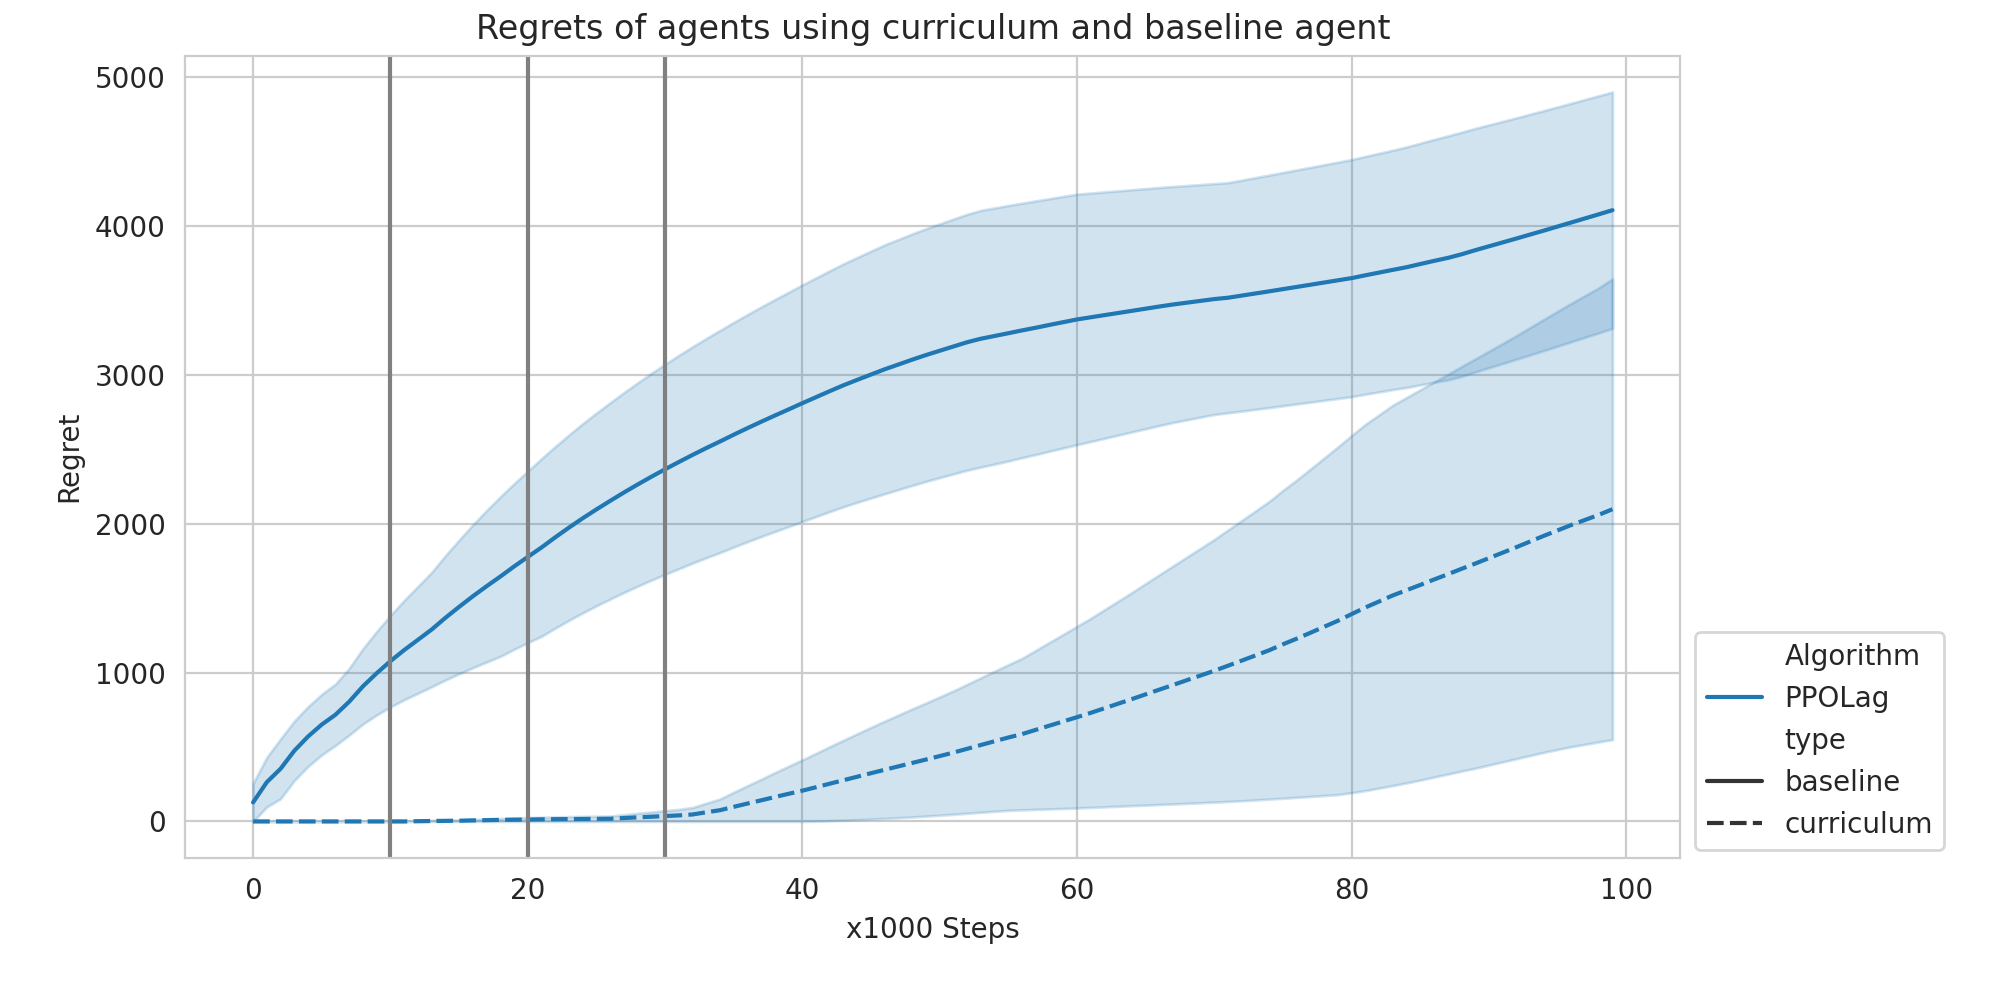 Regrets of agents using curriculum and baseline agent
5000
4000
3000
2000
1000
0
Regret
0 20 40 60 80 100
x1000 Steps
Algorithm
PPOLag
type
baseline
curriculum